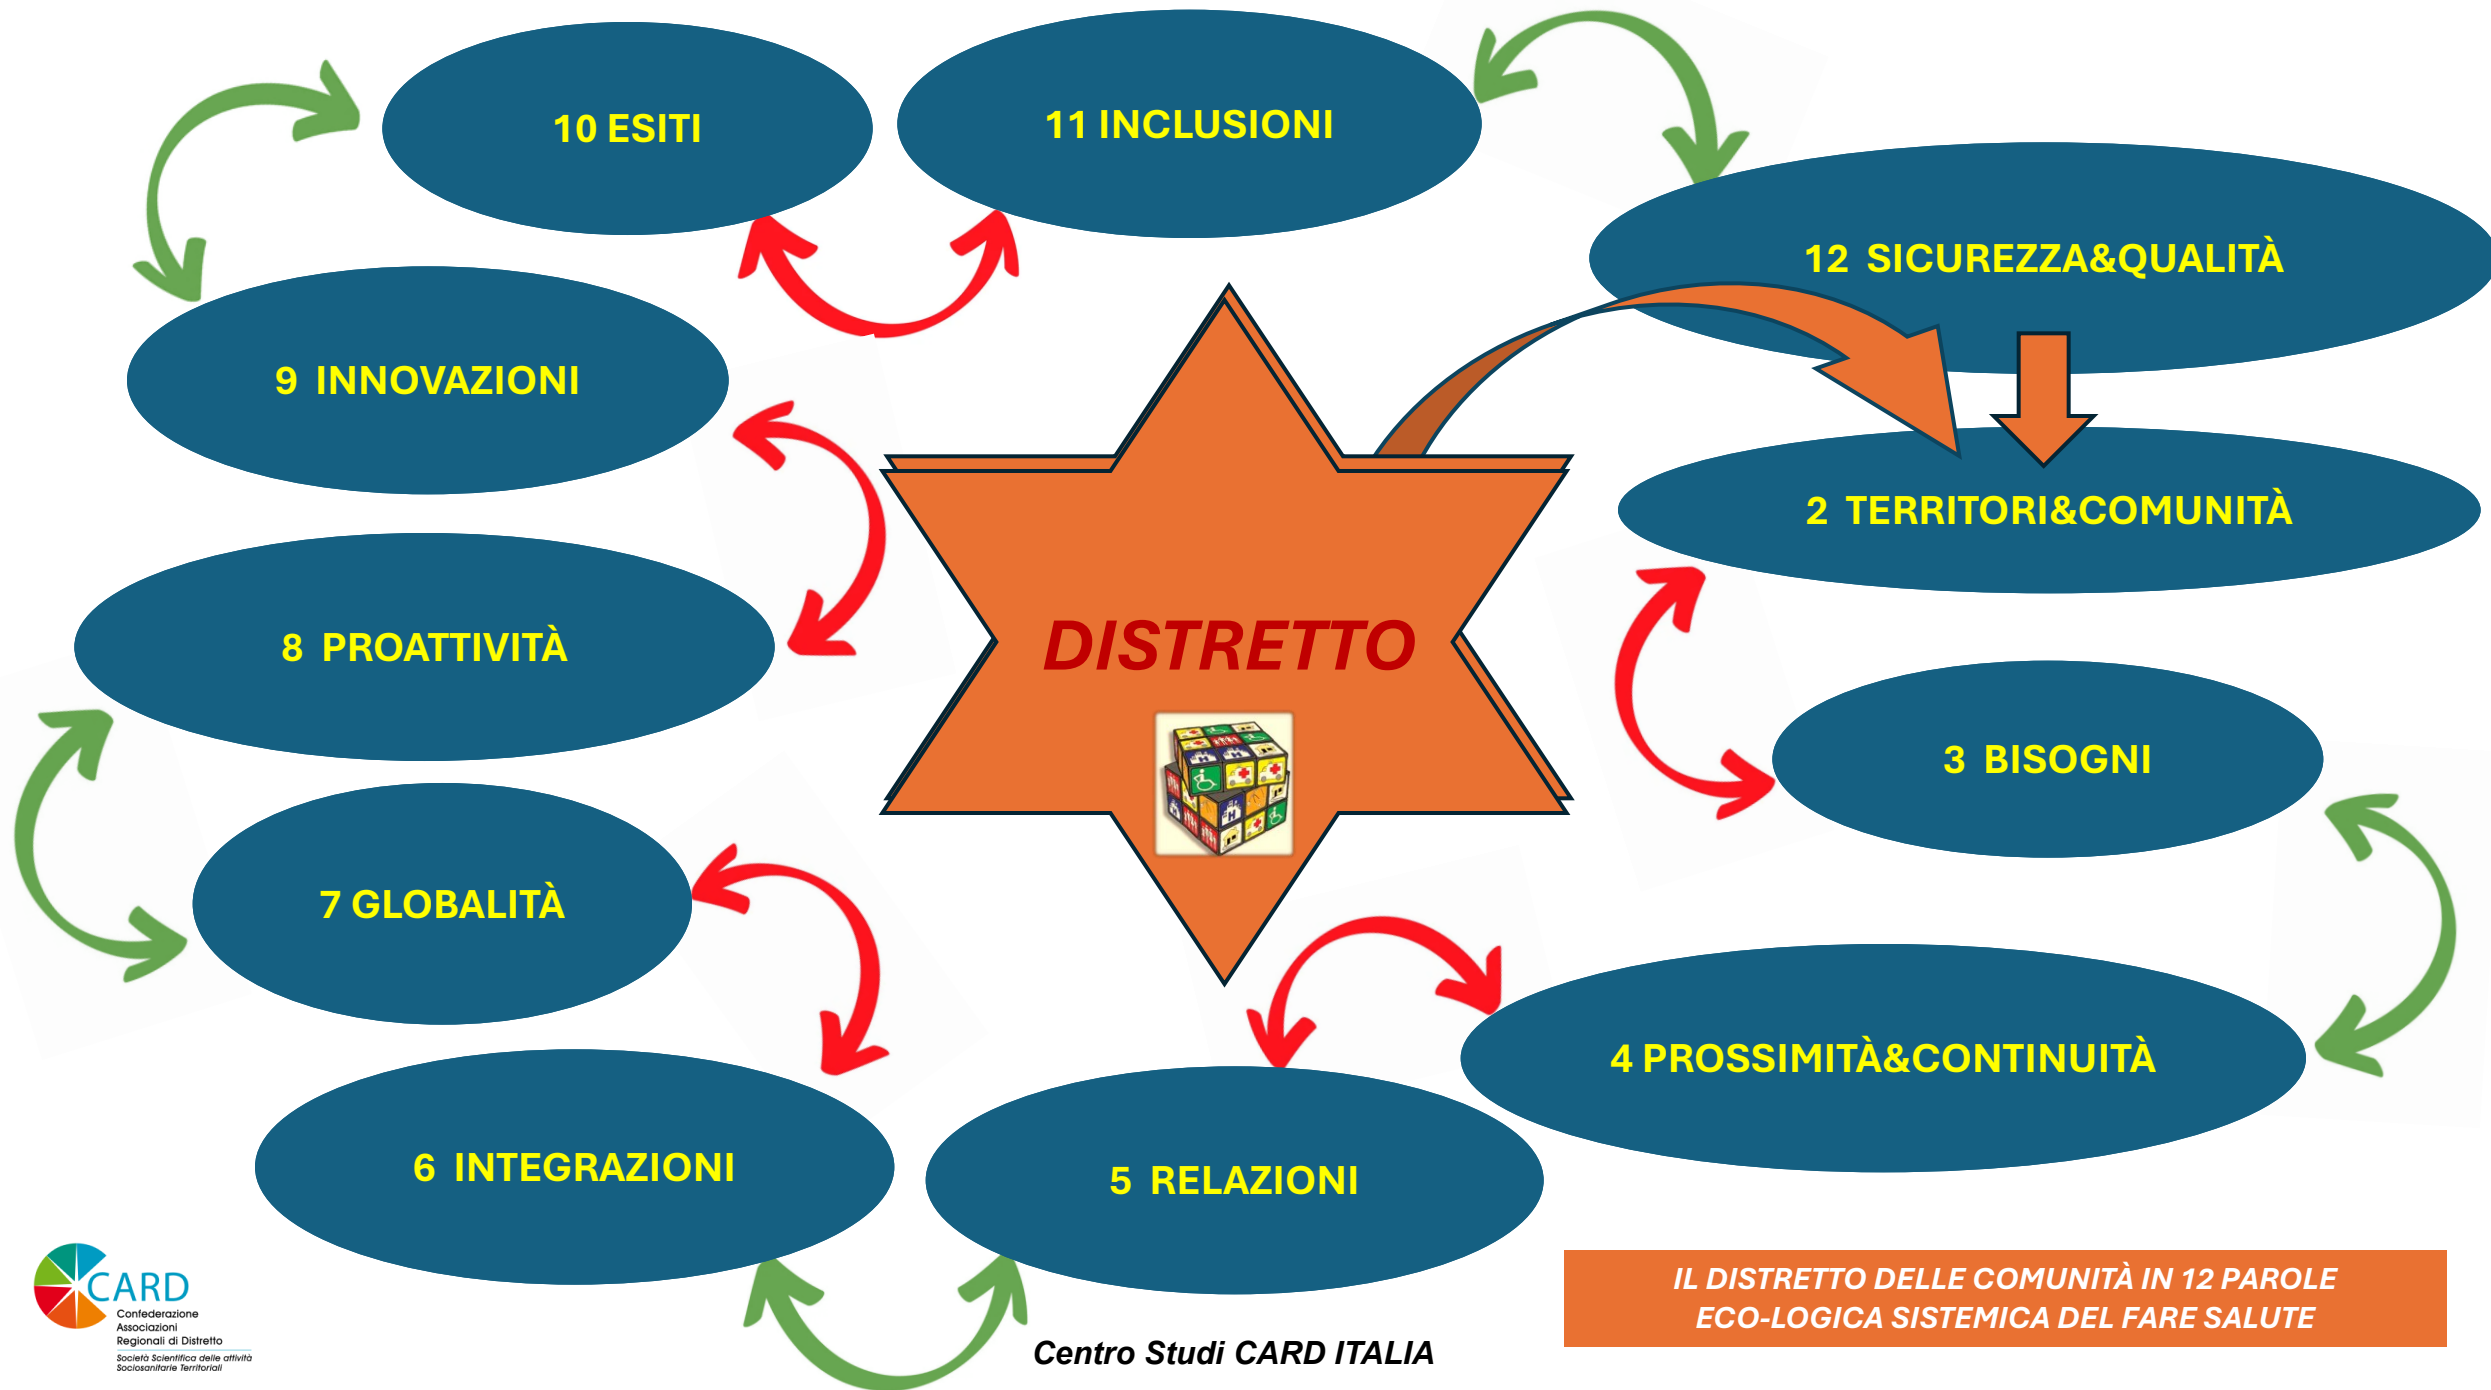 10 ESITI
11 INCLUSIONI
12 SICUREZZA&QUALITÀ
9 INNOVAZIONI
2 TERRITORI&COMUNITÀ
8 PROATTIVITÀ
DISTRETTO
3 BISOGNI
7 GLOBALITÀ
4 PROSSIMITÀ&CONTINUITÀ
6 INTEGRAZIONI
5 RELAZIONI
CARD
Confederazione
Associazioni
Regionali di Distretto
Società Scientifica delle attività
Sociosanitarie Territoriali
Centro Studi CARD ITALIA
IL DISTRETTO DELLE COMUNITÀ IN 12 PAROLE
ECO-LOGICA SISTEMICA DEL FARE SALUTE